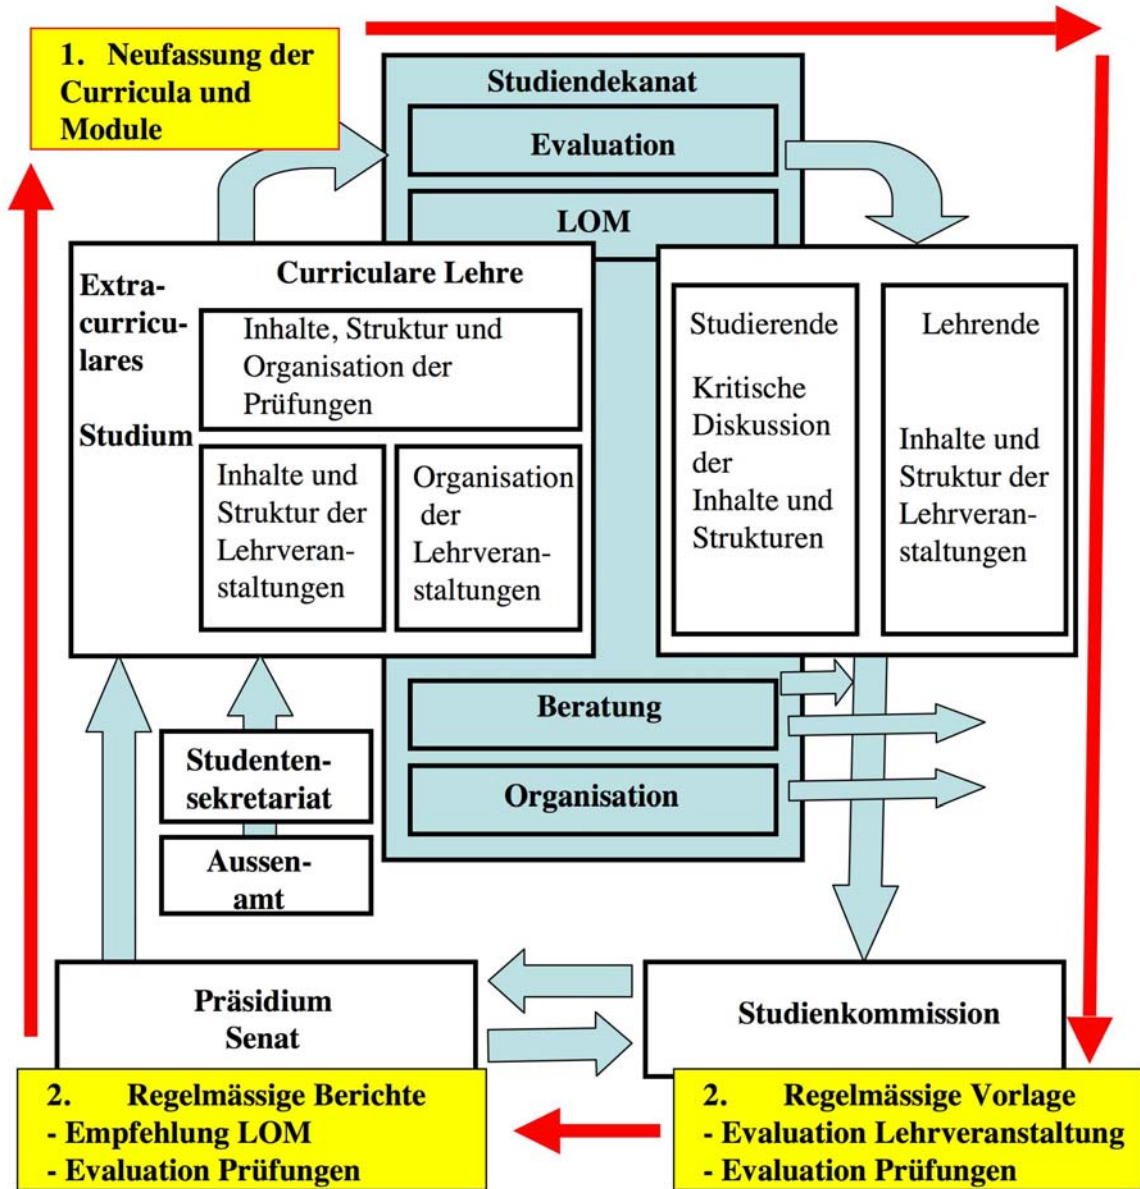 1. Neufassung der
Curricula und
Module
Studiendekanat
Evaluation
LOM
Extra-
curricu-
lares
Studium
Curriculare Lehre
Inhalte, Struktur und
Organisation der
Prüfungen
Inhalte und
Struktur der
Lehrveran-
staltungen
Organisation
der
Lehrveran-
staltungen
Studierende
Kritische
Diskussion
der
Inhalte und
Strukturen
Lehrende
Inhalte und
Struktur der
Lehrveran-
staltungen
Beratung
Organisation
Studenten-
sekretariat
Aussen-
amt
Präsidium
Senat
Studienkommission
2. Regelmässige Berichte
- Empfehlung LOM
- Evaluation Prüfungen
2. Regelmässige Vorlage
- Evaluation Lehrveranstaltung
- Evaluation Prüfungen